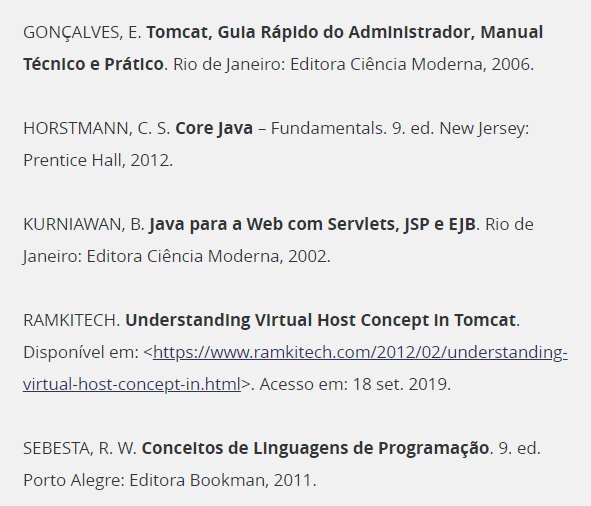 GONÇALVES, E. Tomcat, Guia Rápido do Administrador, Manual
Técnico e Prático. Rio de Janeiro: Editora Ciência Moderna, 2006.
HORSTMANN, C. S. Core Java – Fundamentals. 9. ed. New Jersey:
Prentice Hall, 2012.
KURNIAWAN, B. Java para a Web com Servlets, JSP e EJB. Rio de
Janeiro: Editora Ciência Moderna, 2002.
RAMKITECH. Understanding Virtual Host Concept in Tomcat.
Disponível em: <https://www.ramkitech.com/2012/02/understanding-
virtual-host-concept-in.html>. Acesso em: 18 set. 2019.
SEBESTA, R. W. Conceitos de Linguagens de Programação. 9. ed.
Porto Alegre: Editora Bookman, 2011.